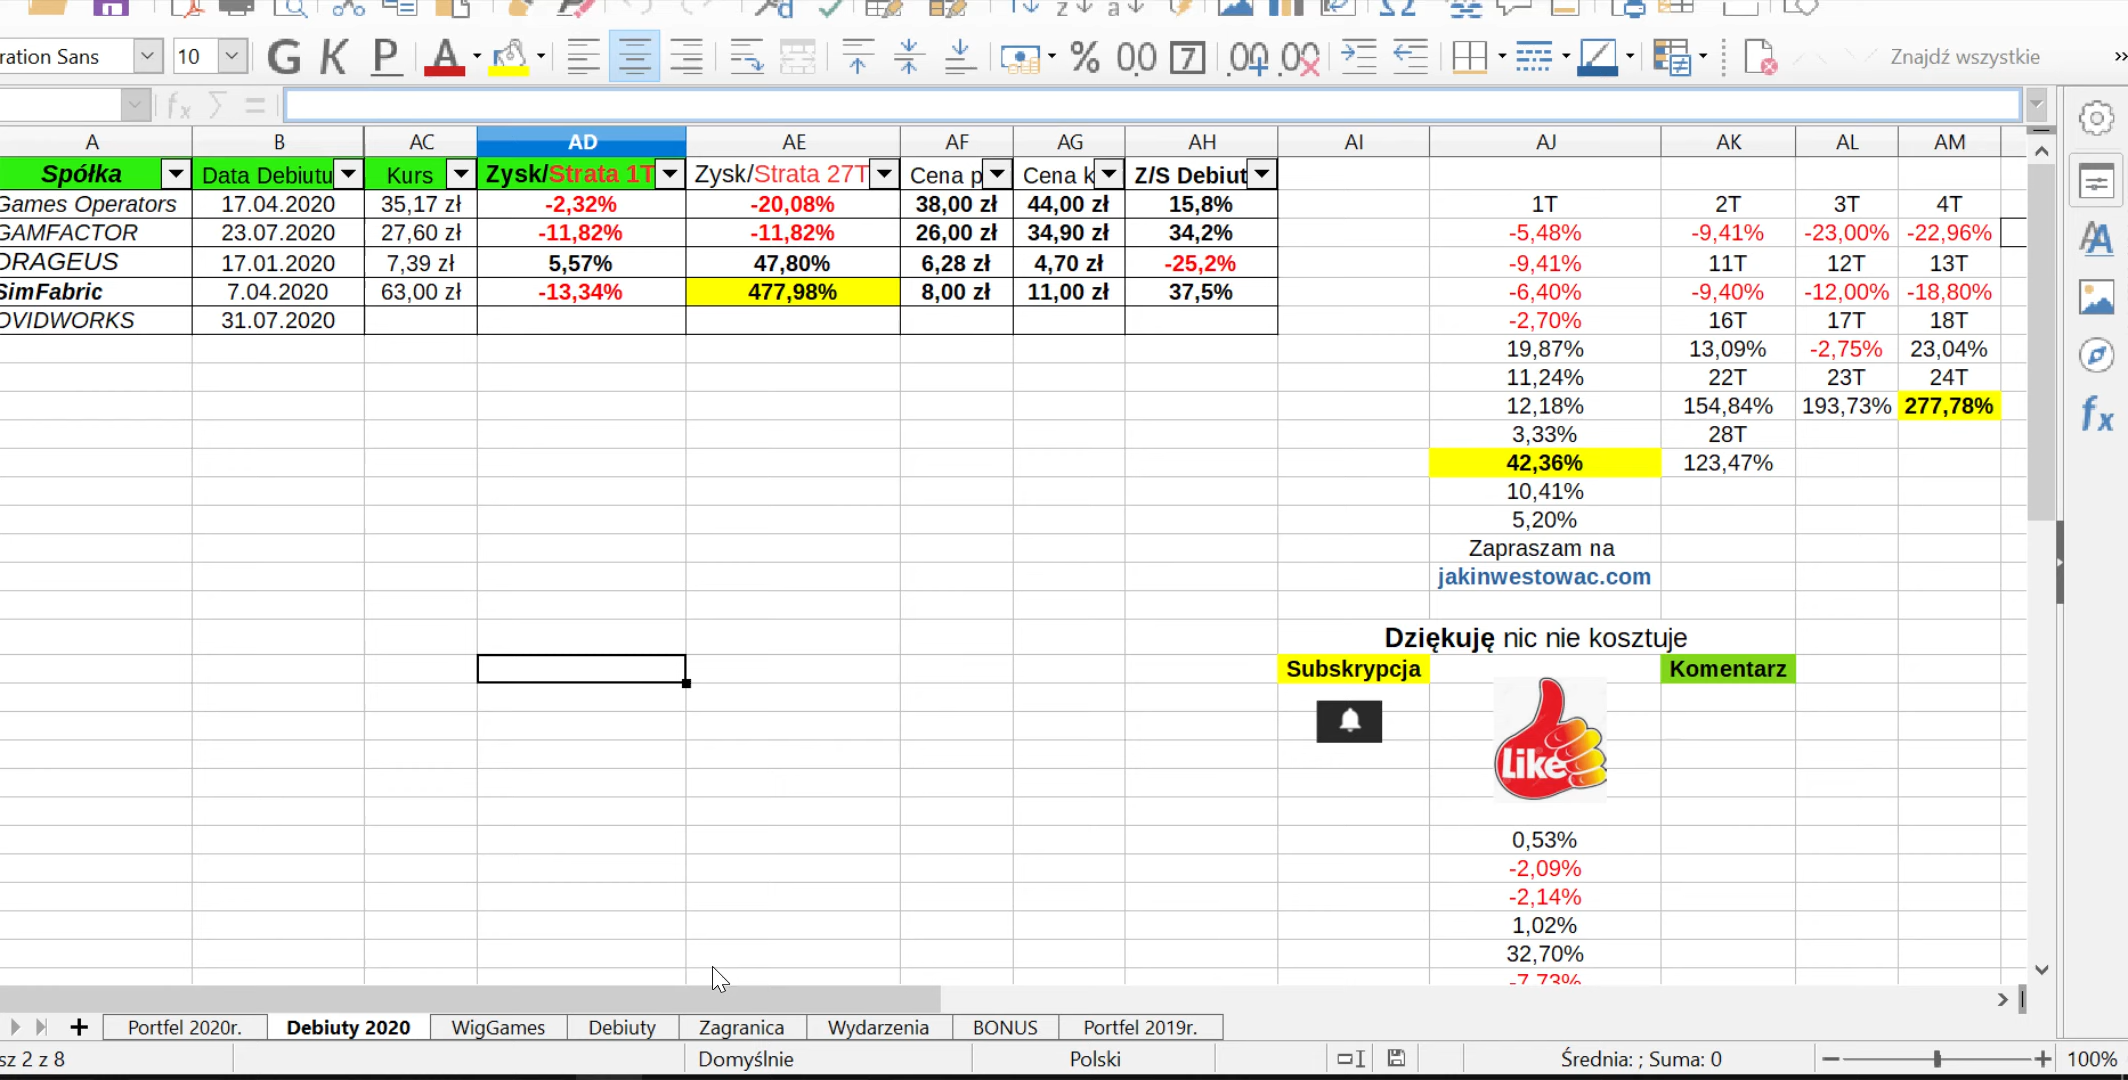 ration Sans 10 G K P A % 0,0 7 ,00 ,00 Znajdź wszystkie
A B AC AD AE AF AG AH AI AJ AK AL AM
Spółka Data Debiutu Kurs Zysk/Strata 1T Zysk/Strata 27T Cena p Cena k Z/S Debiut
Games Operators 17.04.2020 35,17 zł -2,32% -20,08% 38,00 zł 44,00 zł 15,8% 1T 2T 3T 4T
GAMFACTOR 23.07.2020 27,60 zł -11,82% -11,82% 26,00 zł 34,90 zł 34,2% -5,48% -9,41% -23,00% -22,96%
DRAGEUS 17.01.2020 7,39 zł 5,57% 47,80% 6,28 zł 4,70 zł -25,2% -9,41% 11T 12T 13T
SimFabric 7.04.2020 63,00 zł -13,34% 477,98% 8,00 zł 11,00 zł 37,5% -6,40% -9,40% -12,00% -18,80%
OVIDWORKS 31.07.2020 -2,70% 16T 17T 18T
19,87% 13,09% -2,75% 23,04%
11,24% 22T 23T 24T
12,18% 154,84% 193,73% 277,78%
3,33% 28T
42,36% 123,47%
10,41%
5,20%
Zapraszam na
jakinwestowac.com
Dziękuję nic nie kosztuje
Subskrypcja Komentarz
Like
0,53%
-2,09%
-2,14%
1,02%
32,70%
-7,73%
Portfel 2020r. Debiuty 2020 WigGames Debiuty Zagranica Wydarzenia BONUS Portfel 2019r.
sz 2 z 8 Domyślnie Polski Średnia: ; Suma: 0 100%